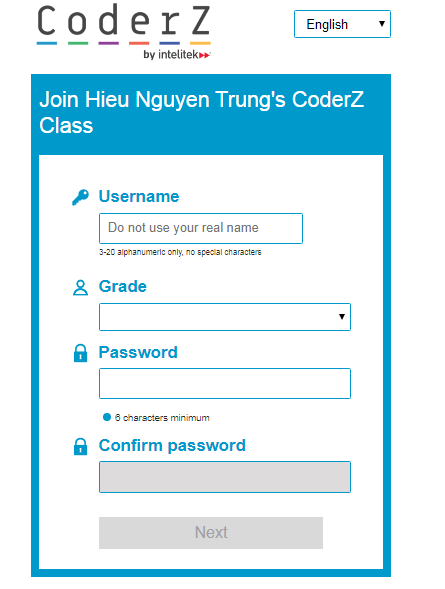 CoderZ
by intelitek
English
Join Hieu Nguyen Trung's CoderZ
Class
Username
Do not use your real name
3-20 alphanumeric only, no special characters
Grade
Password
6 characters minimum
Confirm password
Next